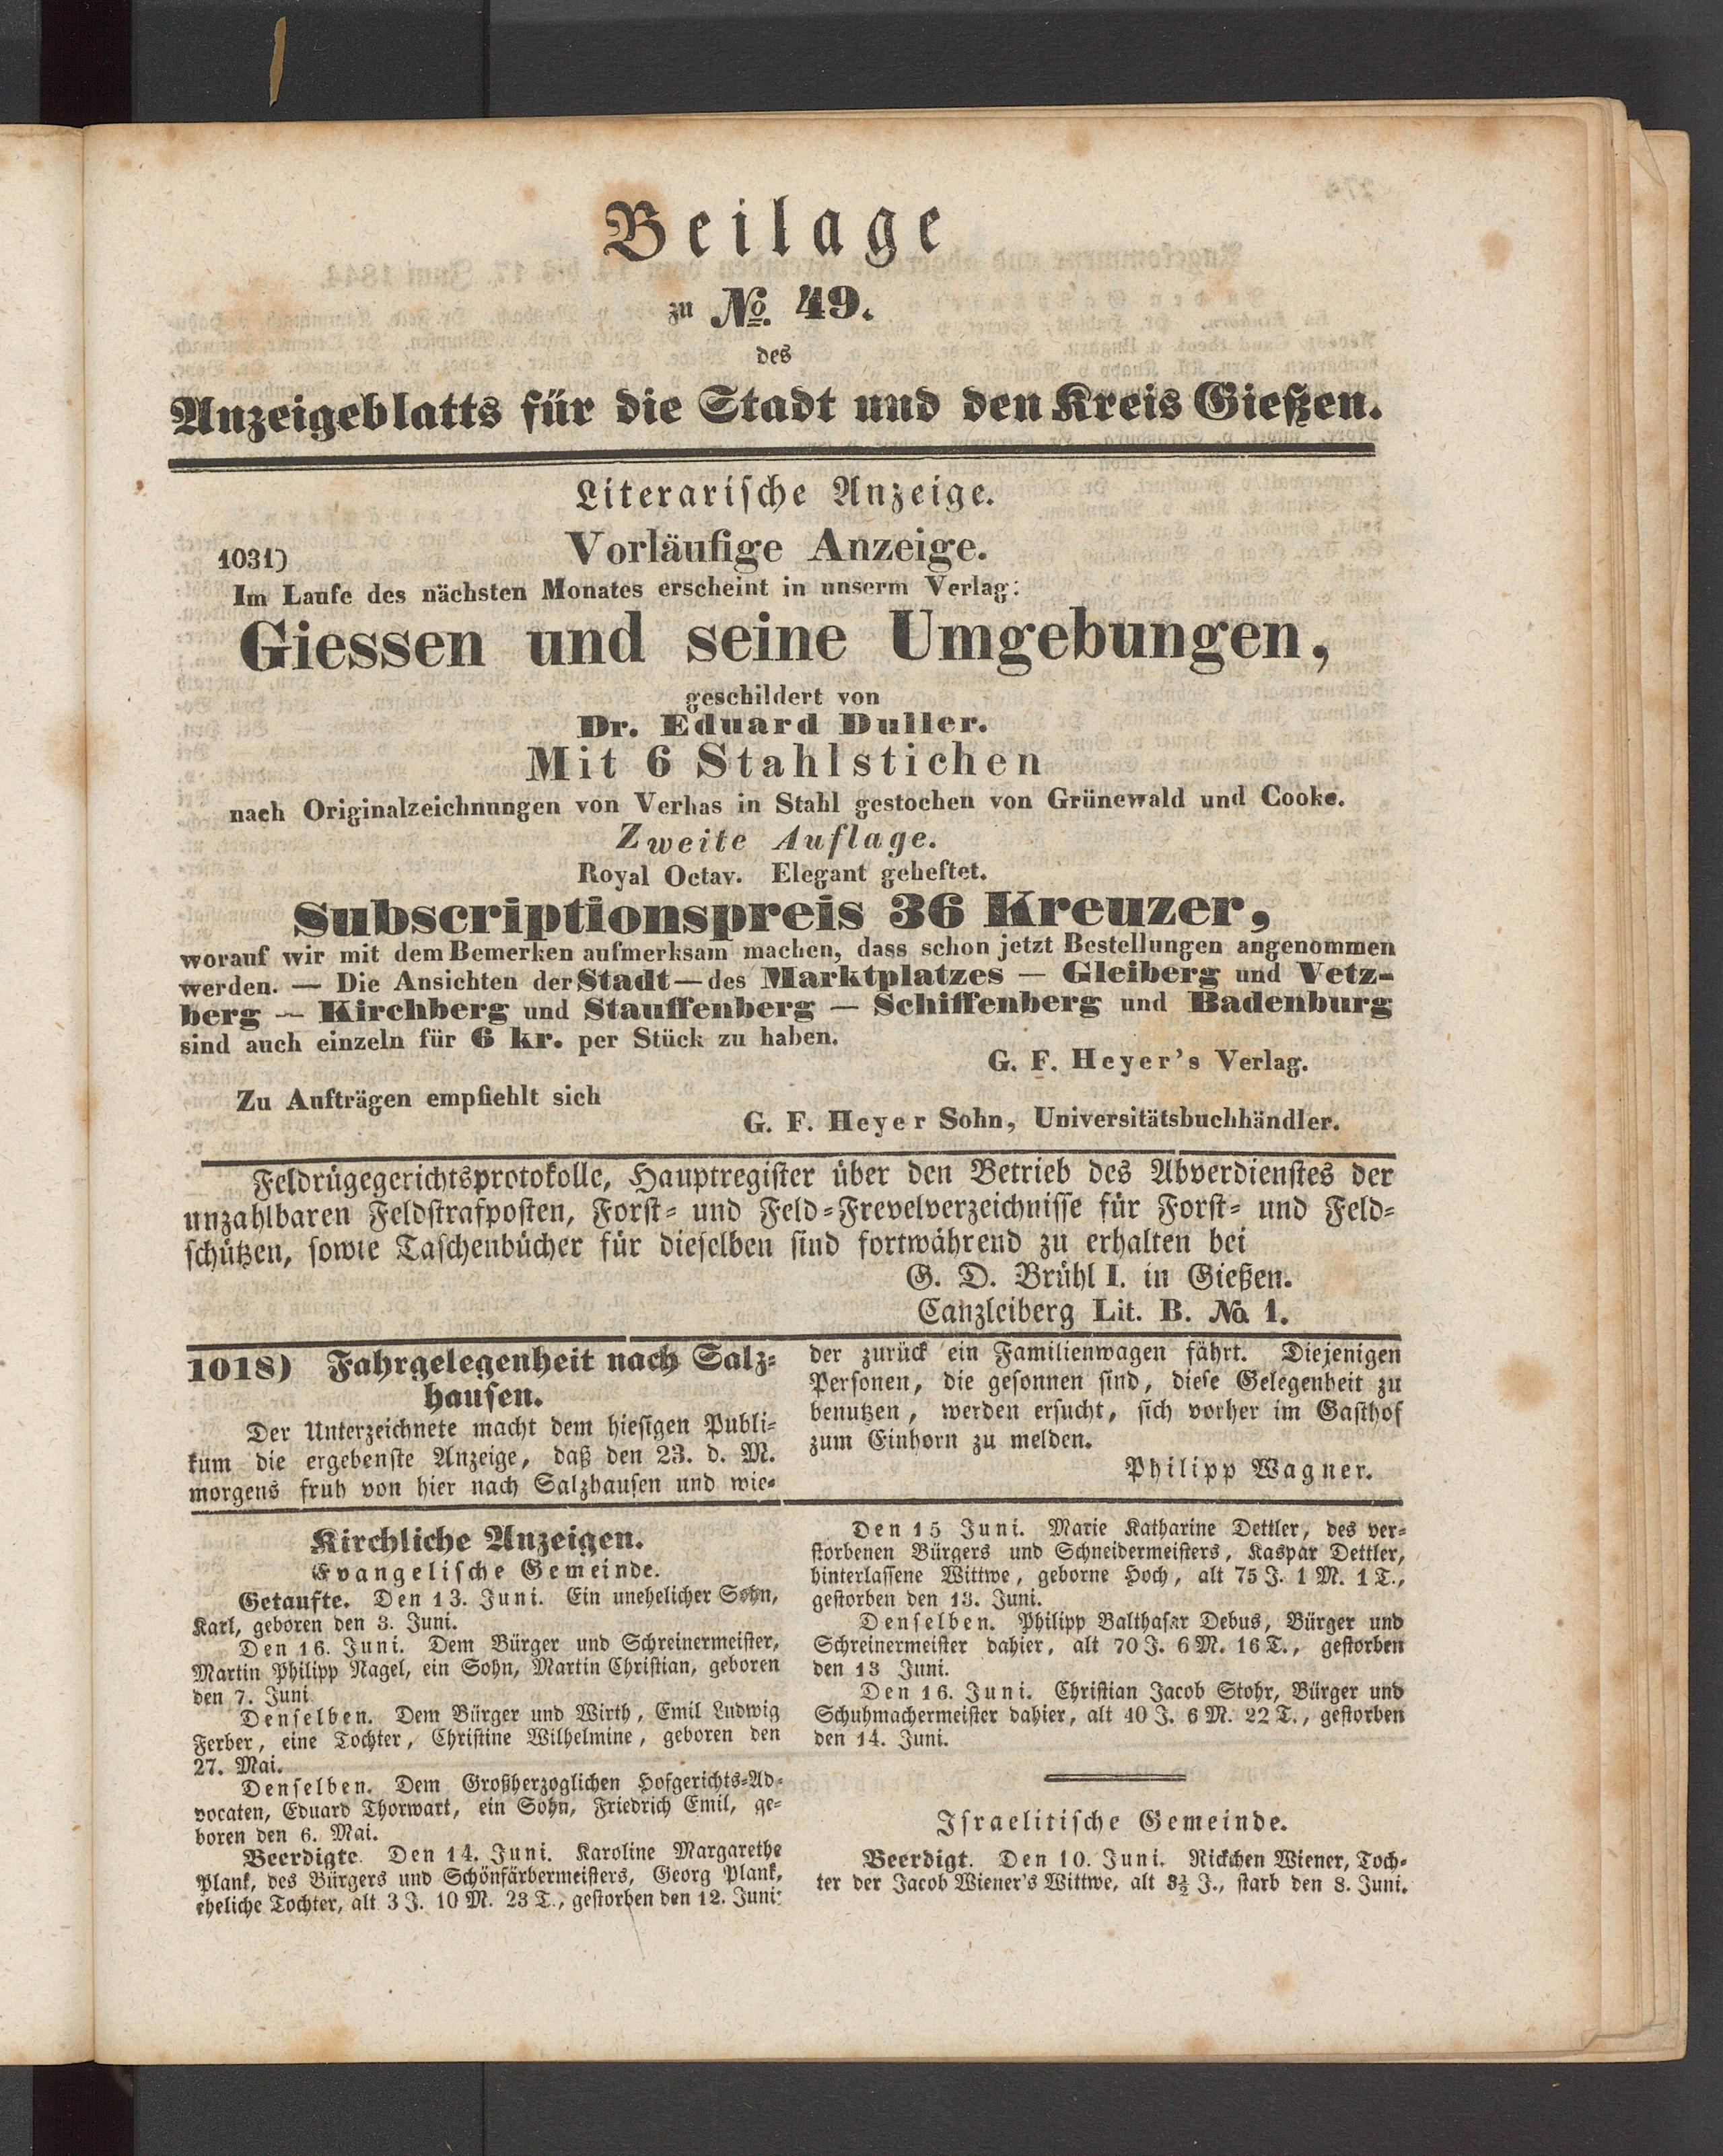 Beilage
zu No. 49.
des
Anzeigeblatts für die Stadt und den Kreis Gießen.
Literarische Anzeige.
1031) Vorläufige Anzeige.
Im Laufe des nächsten Monates erscheint in unserm Verlag:
Giessen und seine Umgebungen,
geschildert von
Dr. Eduard Duller.
Mit 6 Stahlstichen
nach Originalzeichnungen von Verhas in Stahl gestochen von Grünewald und Cooke.
Zweite Auflage.
Royal Octav. Elegant geheftet.
Subscriptionspreis 36 Kreuzer,
worauf wir mit dem Bemerken aufmerksam machen, dass schon jetzt Bestellungen angenommen
werden. — Die Ansichten der Stadt — des Marktplatzes — Gleiberg und Vetz-
berg — Kirchberg und Stauffenberg — Schiffenberg und Badenburg
sind auch einzeln für 6 kr. per Stück zu haben.
G. F. Heyer's Verlag.
Zu Aufträgen empfiehlt sich
G. F. Heyer Sohn, Universitätsbuchhändler.
Feldrügegerichtsprotokolle, Hauptregister über den Betrieb des Abverdienstes der
unzahlbaren Feldstrafposten, Forst- und Feld-Frevelverzeichnisse für Forst- und Feld-
schützen, sowie Taschenbücher für dieselben sind fortwährend zu erhalten bei
G. D. Brühl I. in Gießen.
Canzleiberg Lit. B. No. 1.
1018) Fahrgelegenheit nach Salz-
hausen.
Der Unterzeichnete macht dem hiesigen Publi-
kum die ergebenste Anzeige, daß den 23. d. M.
morgens früh von hier nach Salzhausen und wie-
der zurück ein Familienwagen fährt. Diejenigen
Personen, die gesonnen sind, diese Gelegenheit zu
benutzen, werden ersucht, sich vorher im Gasthof
zum Einhorn zu melden.
Philipp Wagner.
Kirchliche Anzeigen.
Evangelische Gemeinde.
Getaufte. Den 13. Juni. Ein unehelicher Sohn,
Karl, geboren den 3. Juni.
Den 16. Juni. Dem Bürger und Schreinermeister,
Martin Philipp Nagel, ein Sohn, Martin Christian, geboren
den 7. Juni
Denselben. Dem Bürger und Wirth, Emil Ludwig
Ferber, eine Tochter, Christine Wilhelmine, geboren den
27. Mai.
Denselben. Dem Großherzoglichen Hofgerichts-Ad-
vocaten, Eduard Thorwart, ein Sohn, Friedrich Emil, ge-
boren den 6. Mai.
Beerdigte. Den 14. Juni. Karoline Margarethe
Plank, des Bürgers und Schönfärbermeisters, Georg Plank,
eheliche Tochter, alt 3 J. 10 M. 23 T., gestorben den 12. Juni.
Den 15 Juni. Marie Katharine Dettler, des ver-
storbenen Bürgers und Schneidermeisters, Kaspar Dettler,
hinterlassene Wittwe, geborne Hoch, alt 75 J. 1 M. 1 T.,
gestorben den 13. Juni.
Denselben. Philipp Balthasar Debus, Bürger und
Schreinermeister dahier, alt 70 J. 6 M. 16 T., gestorben
den 13 Juni.
Den 16. Juni. Christian Jacob Stohr, Bürger und
Schuhmachermeister dahier, alt 40 J. 6 M. 22 T., gestorben
den 14. Juni.
Israelitische Gemeinde.
Beerdigt. Den 10. Juni. Rickchen Wiener, Toch-
ter der Jacob Wiener's Wittwe, alt J., starb den 8. Juni.